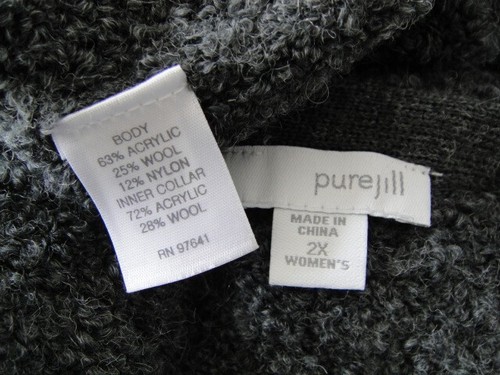 BODY
63% ACRYLIC
25% WOOL
12% NYLON
INNER COLLAR
72% ACRYLIC
28% WOOL
RN 97641
purejill
MADE IN
CHINA
2X
WOMEN'S